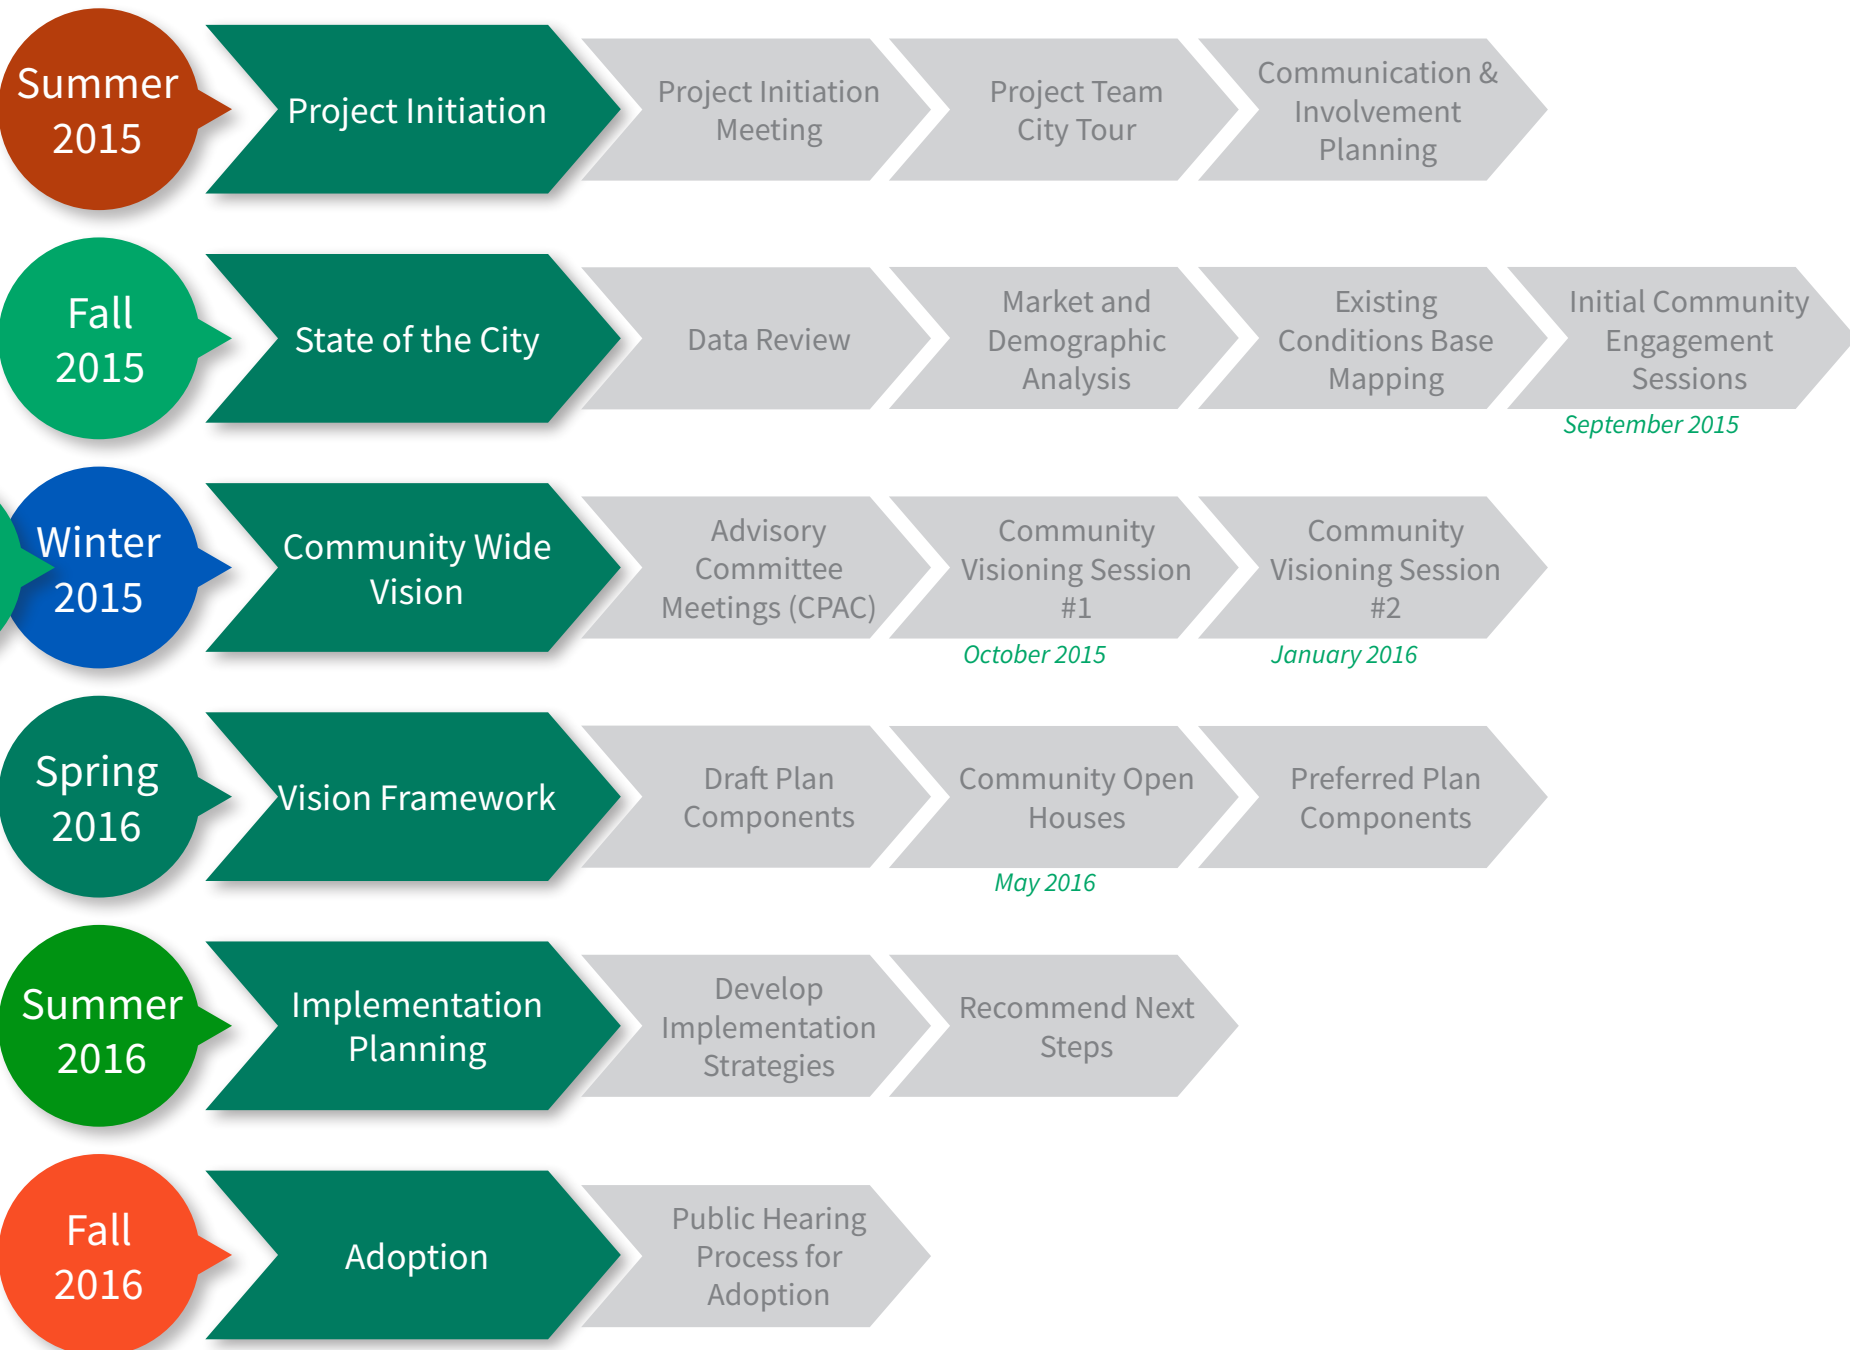 Summer
2015
Project Initiation
Project Initiation
Meeting
Project Team
City Tour
Communication &
Involvement
Planning
Fall
2015
State of the City
Data Review
Market and
Demographic
Analysis
Existing
Conditions Base
Mapping
Initial Community
Engagement
Sessions
September 2015
Winter
2015
Community Wide
Vision
Advisory
Committee
Meetings (CPAC)
Community
Visioning Session
#1
October 2015
Community
Visioning Session
#2
January 2016
Spring
2016
Vision Framework
Draft Plan
Components
Community Open
Houses
May 2016
Preferred Plan
Components
Summer
2016
Implementation
Planning
Develop
Implementation
Strategies
Recommend Next
Steps
Fall
2016
Adoption
Public Hearing
Process for
Adoption